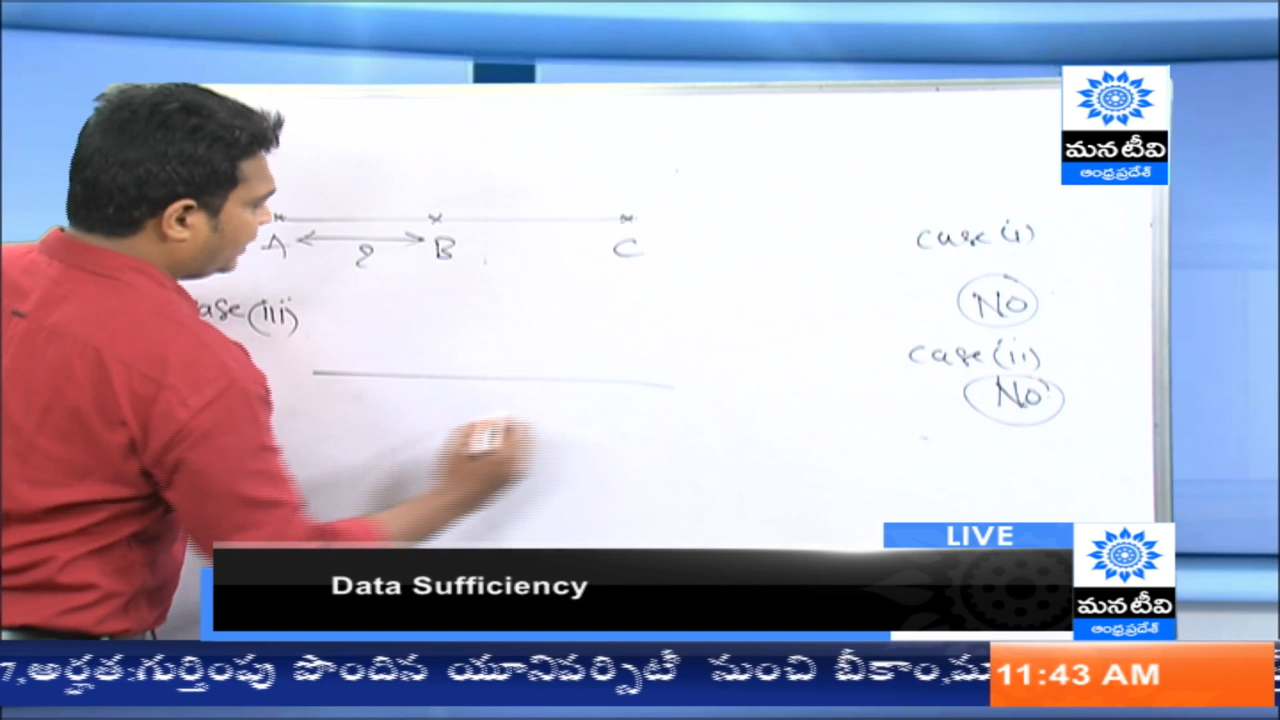 మన టీవి
ఆంధ్రప్రదేశ్
A B C
case (i)
No
case (iii)
case (ii)
No
LIVE
Data Sufficiency
మన టీవి
ఆంధ్రప్రదేశ్
7,అర్హత:గుర్తింపు పొందిన యూనివర్సిటీ నుంచి బీకాం,
11:43 AM